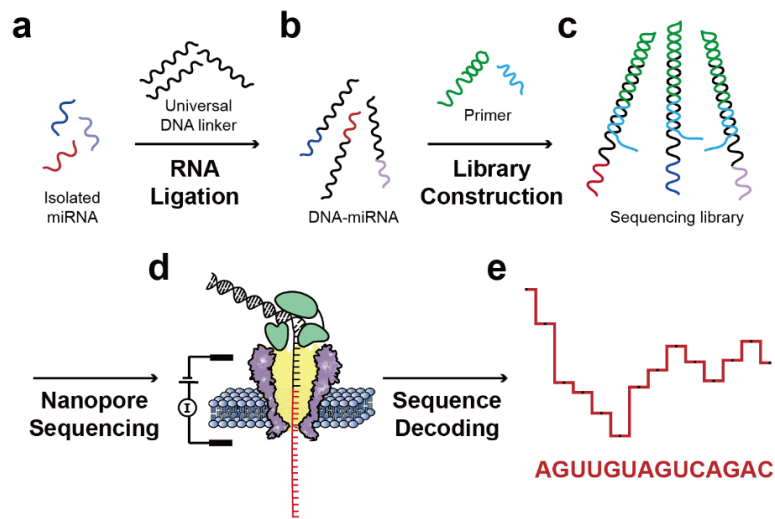 a
Universal
DNA linker
b
Primer
c
Isolated
miRNA
RNA
Ligation
DNA-miRNA
Library
Construction
Sequencing library
d
e
Nanopore
Sequencing
I
Sequence
Decoding
AGUUGUAGUCAGAC